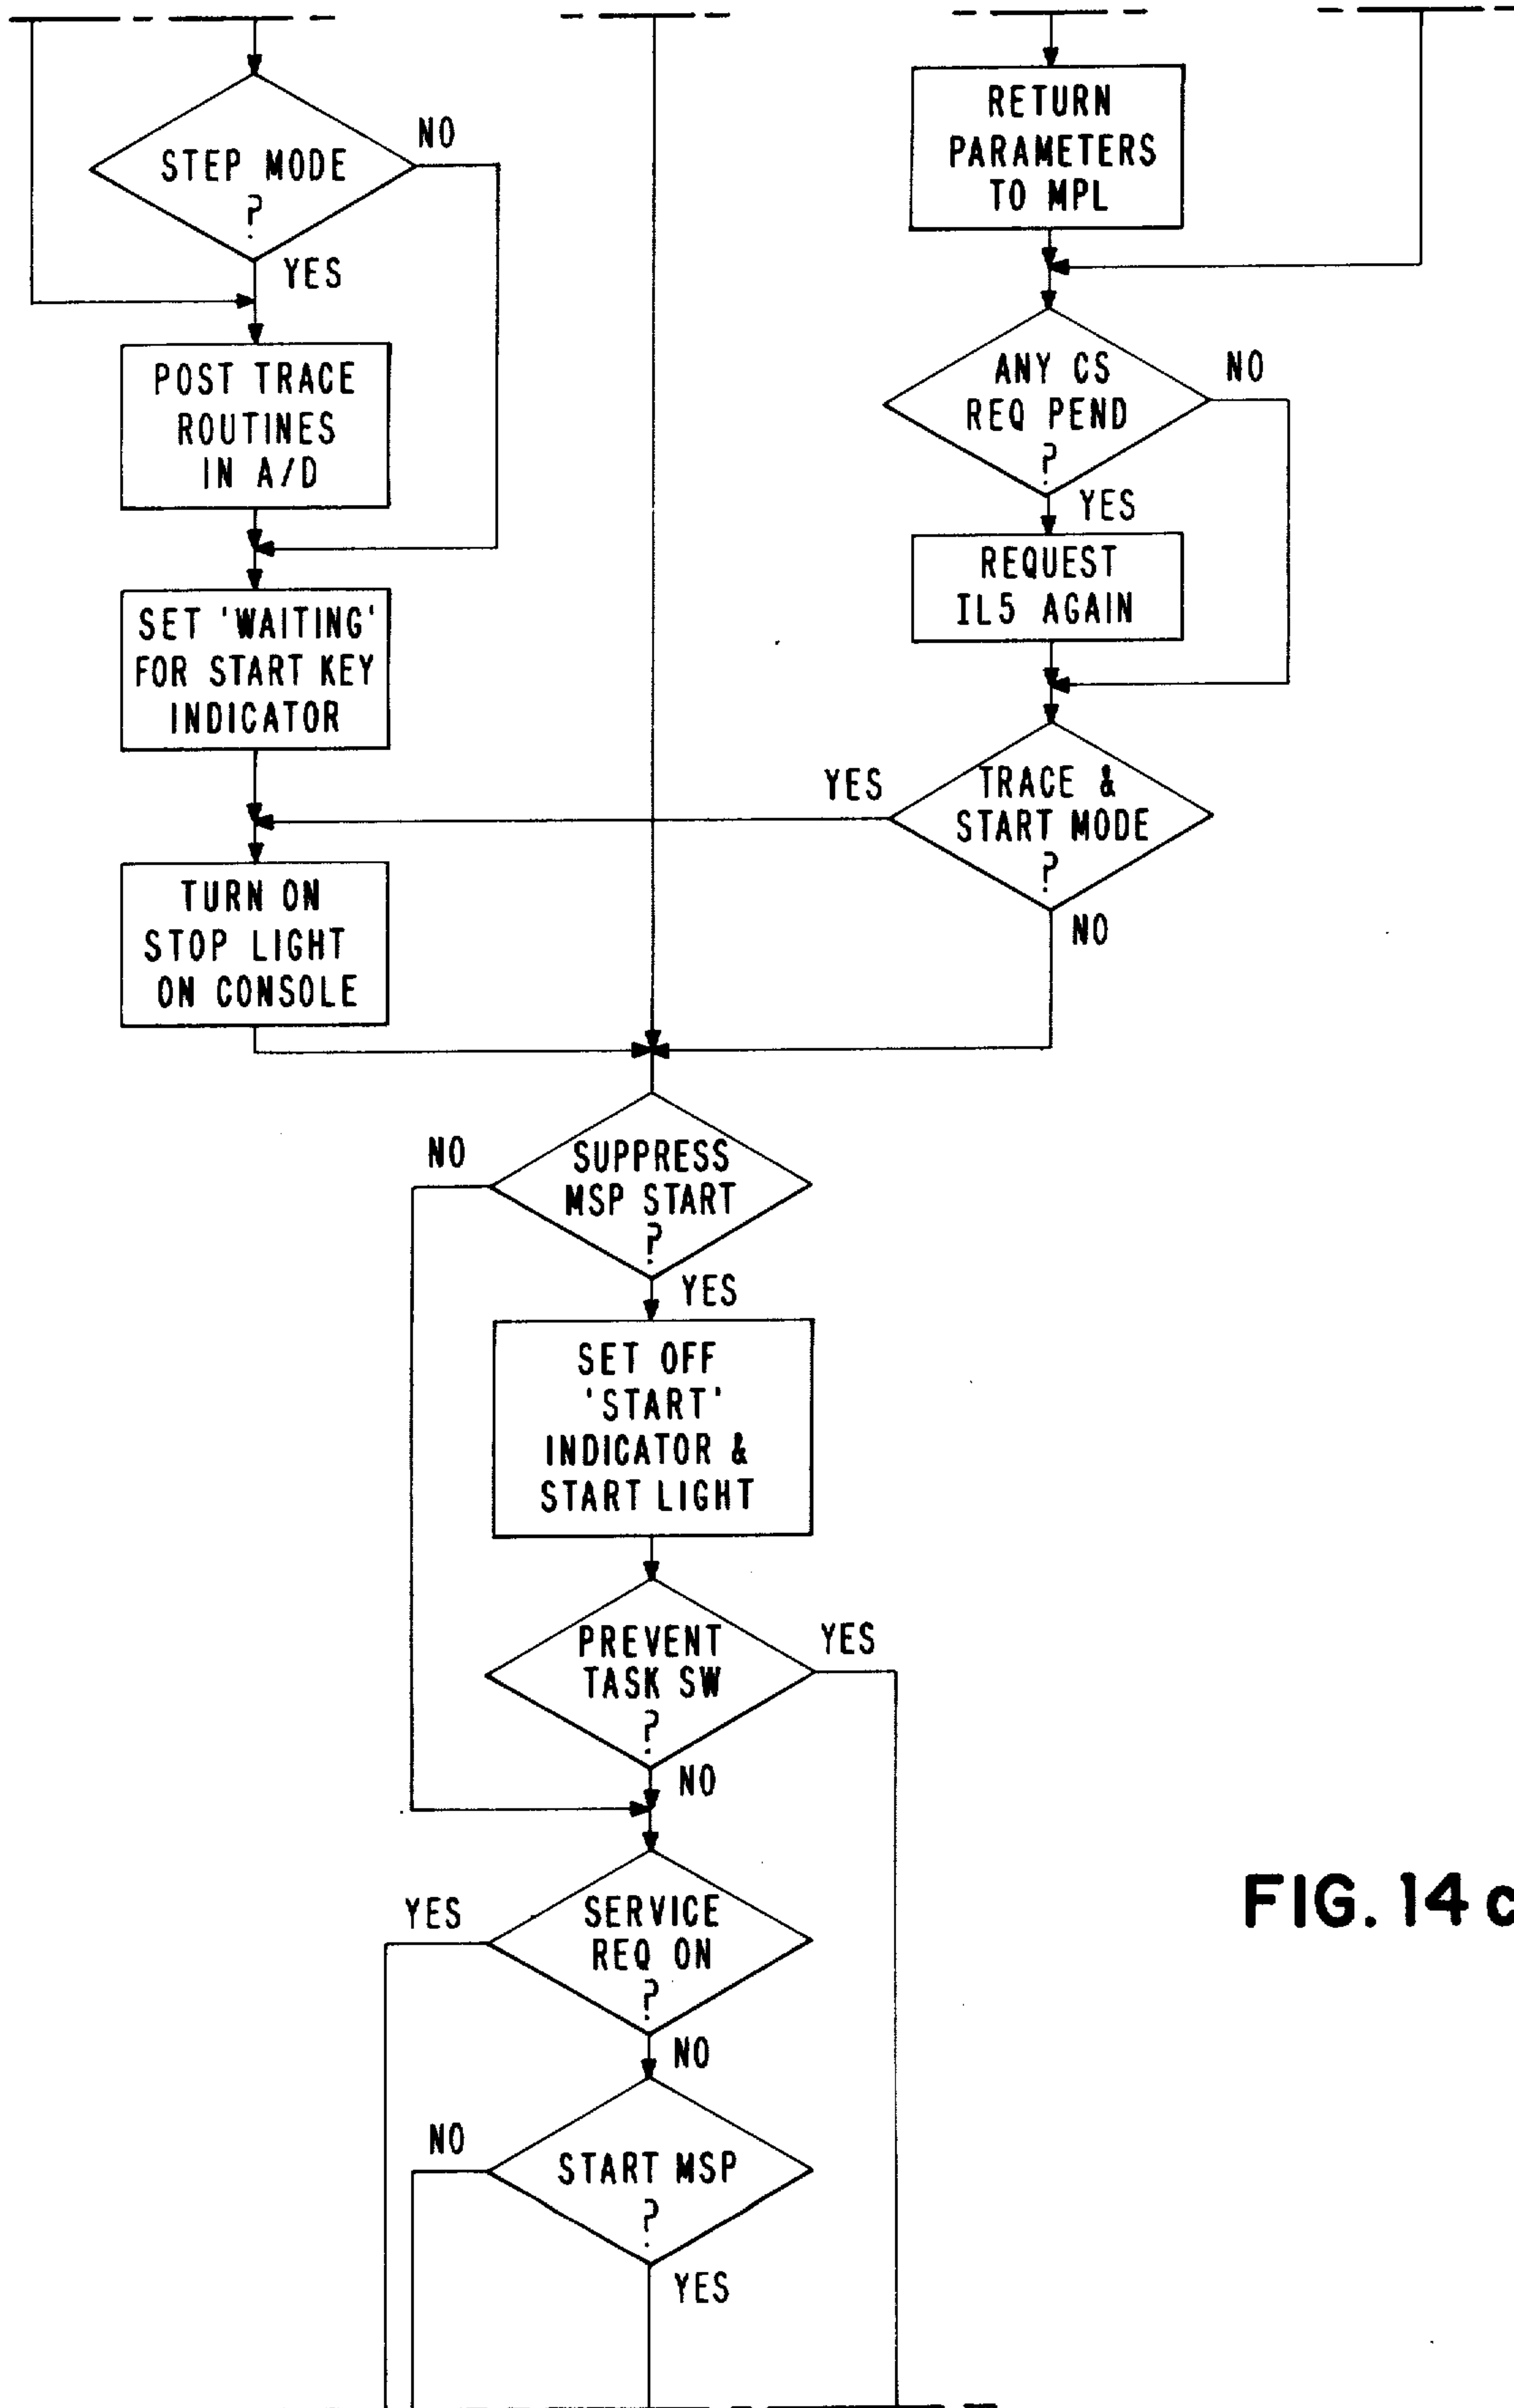 STEP MODE
?
NO
YES
POST TRACE
ROUTINES
IN A/D
SET 'WAITING'
FOR START KEY
INDICATOR
TURN ON
STOP LIGHT
ON CONSOLE
RETURN
PARAMETERS
TO MPL
ANY CS
REQ PEND
?
NO
YES
REQUEST
IL5 AGAIN
TRACE &
START MODE
?
YES
NO
SUPPRESS
MSP START
?
NO
YES
SET OFF
'START'
INDICATOR &
START LIGHT
PREVENT
TASK SW
?
YES
NO
SERVICE
REQ ON
?
YES
NO
START MSP
?
NO
YES
FIG. 14c